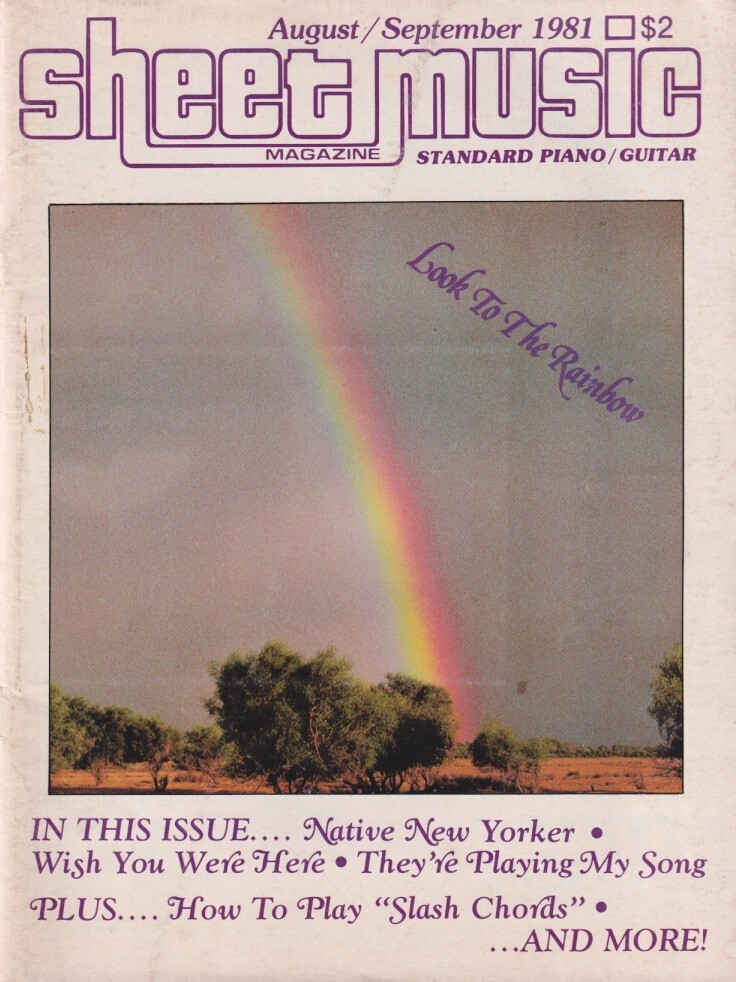 August/September 1981 $2
sheet music
MAGAZINE STANDARD PIANO/GUITAR
Look To The Rainbow
IN THIS ISSUE.... Native New Yorker •
Wish You Were Here • They're Playing My Song
PLUS.... How To Play “Slash Chords” •
...AND MORE!